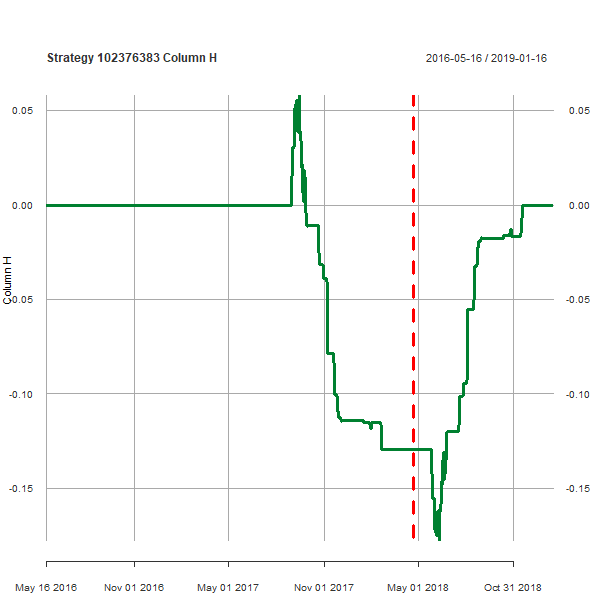 Strategy 102376383 Column H
2016-05-16 / 2019-01-16
0.05
0.05
0.00
0.00
Column H
-0.05
-0.05
-0.10
-0.10
-0.15
-0.15
May 16 2016
Nov 01 2016
May 01 2017
Nov 01 2017
May 01 2018
Oct 31 2018